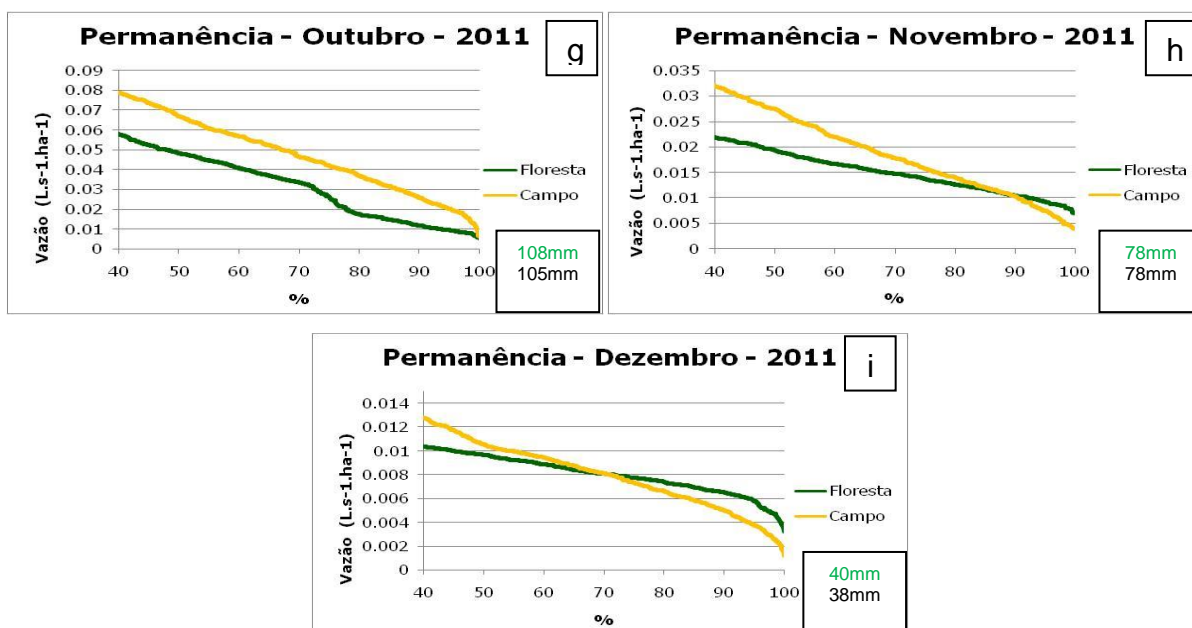 Permanência - Outubro - 2011
g
Vazão (L.s-1.ha-1)
0.09
0.08
0.07
0.06
0.05
0.04
0.03
0.02
0.01
0
40 50 60 70 80 90 100
%
Floresta
Campo
108mm
105mm
Permanência - Novembro - 2011
h
Vazão (L.s-1.ha-1)
0.035
0.03
0.025
0.02
0.015
0.01
0.005
0
40 50 60 70 80 90 100
%
Floresta
Campo
78mm
78mm
Permanência - Dezembro - 2011
i
Vazão (L.s-1.ha-1)
0.014
0.012
0.01
0.008
0.006
0.004
0.002
0
40 50 60 70 80 90 100
%
Floresta
Campo
40mm
38mm